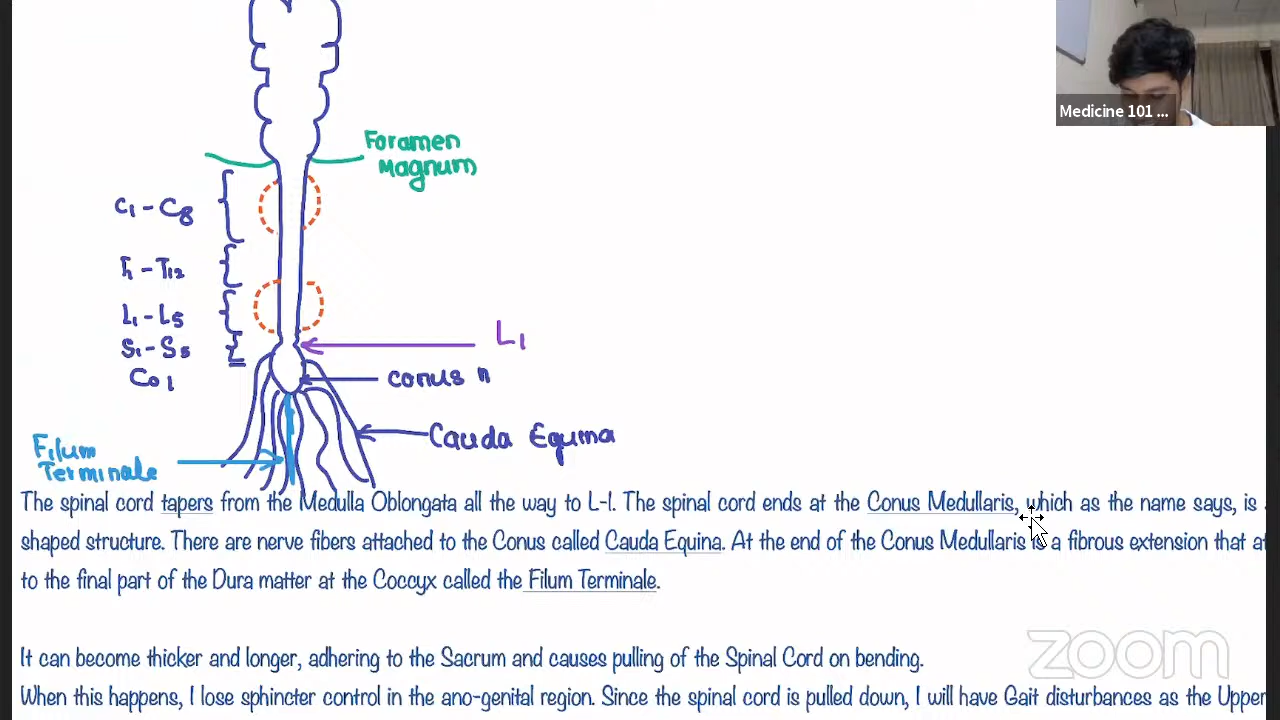 Medicine 101 ...
Foramen
Magnum
C1 - C8
T1 - T12
L1 - L5
S1 - S5
Co1
L1
Conus
Cauda Equina
Filum
Terminale
The spinal cord tapers from the Medulla Oblongata all the way to L-1. The spinal cord ends at the Conus Medullaris, which as the name says, is
shaped structure. There are nerve fibers attached to the Conus called Cauda Equina. At the end of the Conus Medullaris is a fibrous extension that
to the final part of the Dura matter at the Coccyx called the Filum Terminale.
It can become thicker and longer, adhering to the Sacrum and causes pulling of the Spinal Cord on bending.
zoom
When this happens, I lose sphincter control in the ano-genital region. Since the spinal cord is pulled down, I will have Gait disturbances as the Upper